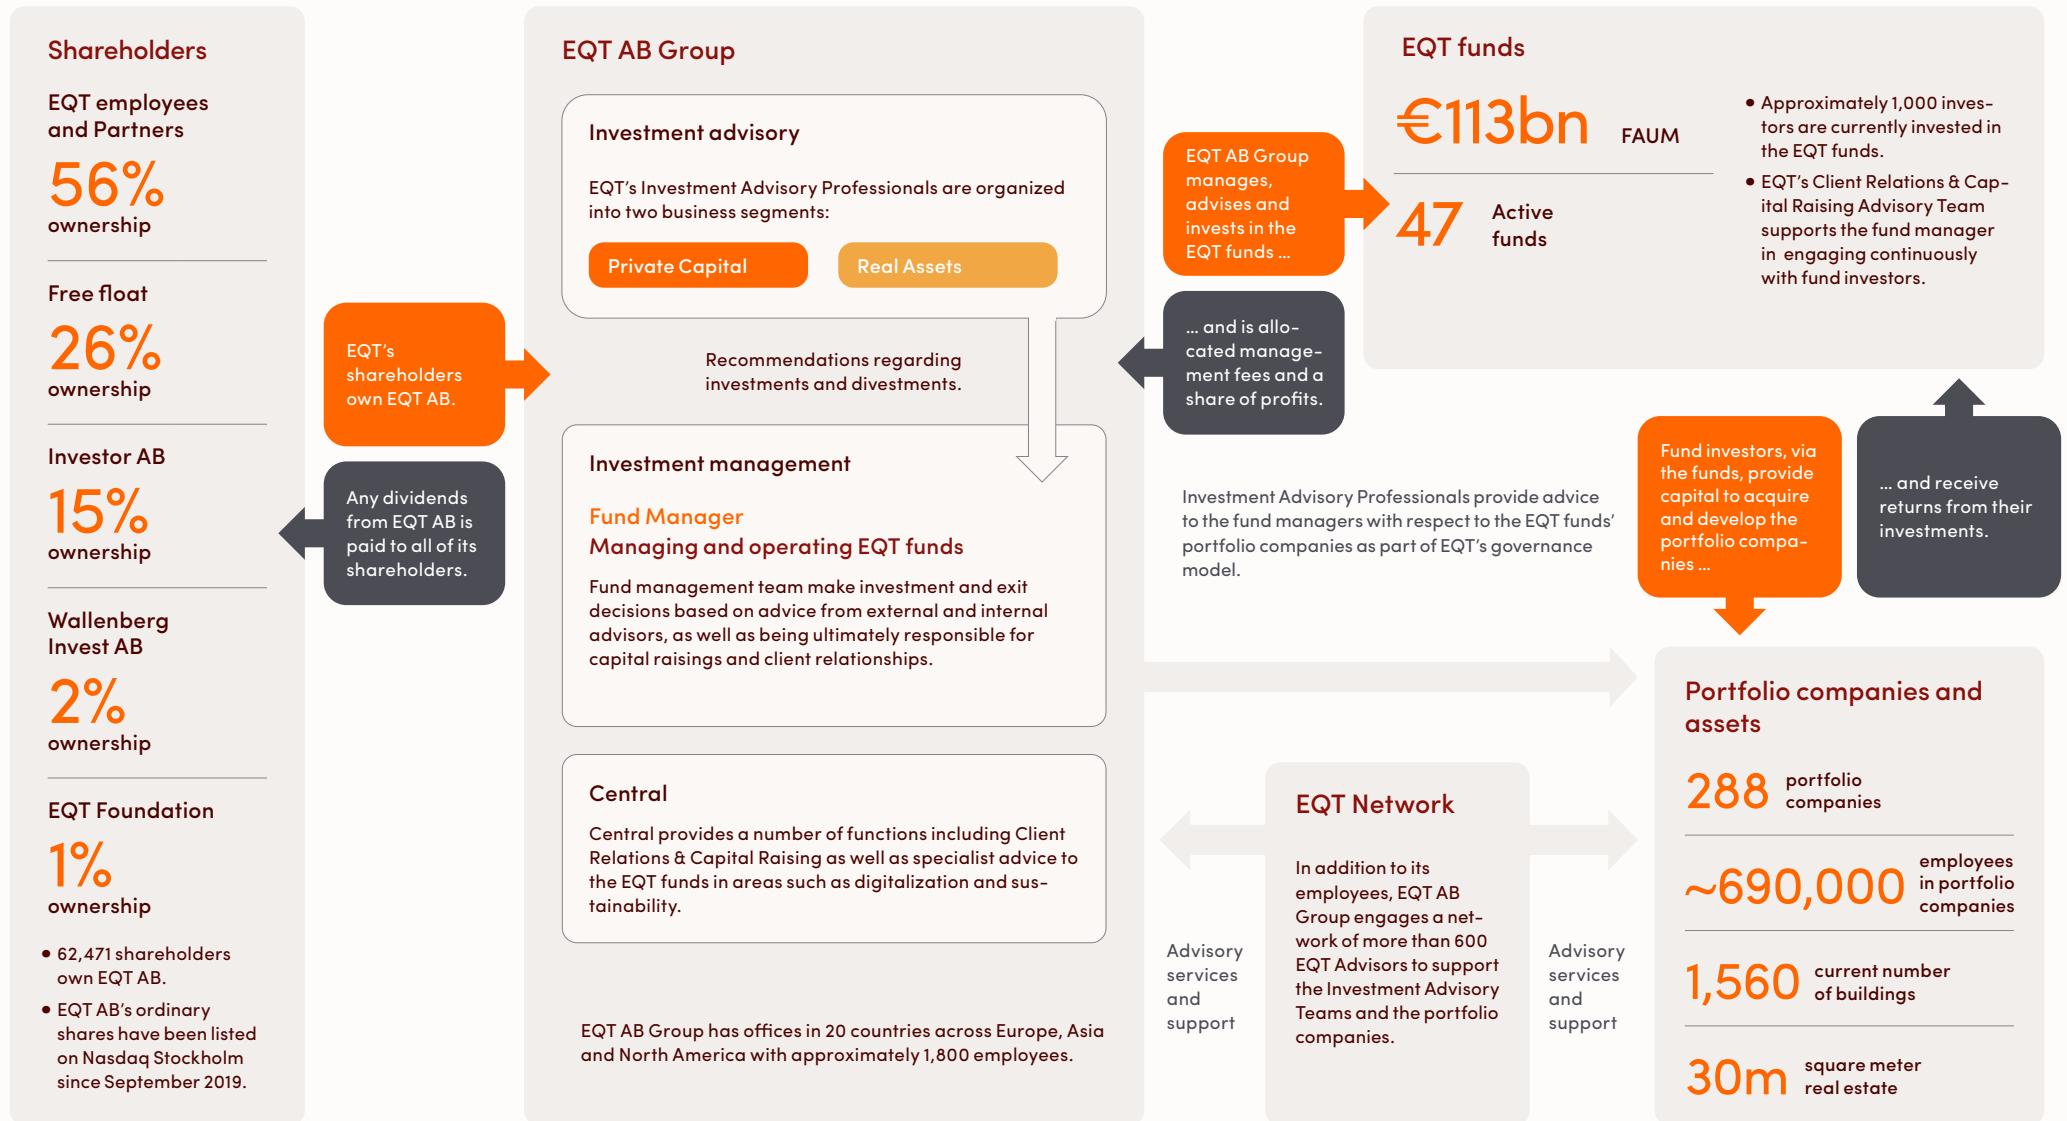 Shareholders
EQT employees
and Partners
56%
ownership
Free float
26%
ownership
Investor AB
15%
ownership
Wallenberg
Invest AB
2%
ownership
EQT Foundation
1%
ownership
• 62,471 shareholders
own EQT AB.
• EQT AB's ordinary
shares have been listed
on Nasdaq Stockholm
since September 2019.
EQT's
shareholders
own EQT AB.
Any dividends
from EQT AB is
paid to all of its
shareholders.
EQT AB Group
Investment advisory
EQT's Investment Advisory Professionals are organized
into two business segments:
Private Capital
Real Assets
Recommendations regarding
investments and divestments.
Investment management
Fund Manager
Managing and operating EQT funds
Fund management team make investment and exit
decisions based on advice from external and internal
advisors, as well as being ultimately responsible for
capital raisings and client relationships.
Central
Central provides a number of functions including Client
Relations & Capital Raising as well as specialist advice to
the EQT funds in areas such as digitalization and sus-
tainability.
EQT AB Group has offices in 20 countries across Europe, Asia
and North America with approximately 1,800 employees.
EQT AB Group
manages,
advises and
invests in the
EQT funds ...
... and is allo-
cated manage-
ment fees and a
share of profits.
EQT funds
€113bn FAUM
47 Active
funds
• Approximately 1,000 inves-
tors are currently invested in
the EQT funds.
• EQT's Client Relations & Cap-
ital Raising Advisory Team
supports the fund manager
in engaging continuously
with fund investors.
Investment Advisory Professionals provide advice
to the fund managers with respect to the EQT funds'
portfolio companies as part of EQT's governance
model.
Fund investors, via
the funds, provide
capital to acquire
and develop the
portfolio compa-
nies ...
... and receive
returns from their
investments.
EQT Network
In addition to its
employees, EQT AB
Group engages a net-
work of more than 600
EQT Advisors to support
the Investment Advisory
Teams and the portfolio
companies.
Advisory
services
and
support
Advisory
services
and
support
Portfolio companies and
assets
288 portfolio
companies
~690,000 employees
in portfolio
companies
1,560 current number
of buildings
30m square meter
real estate